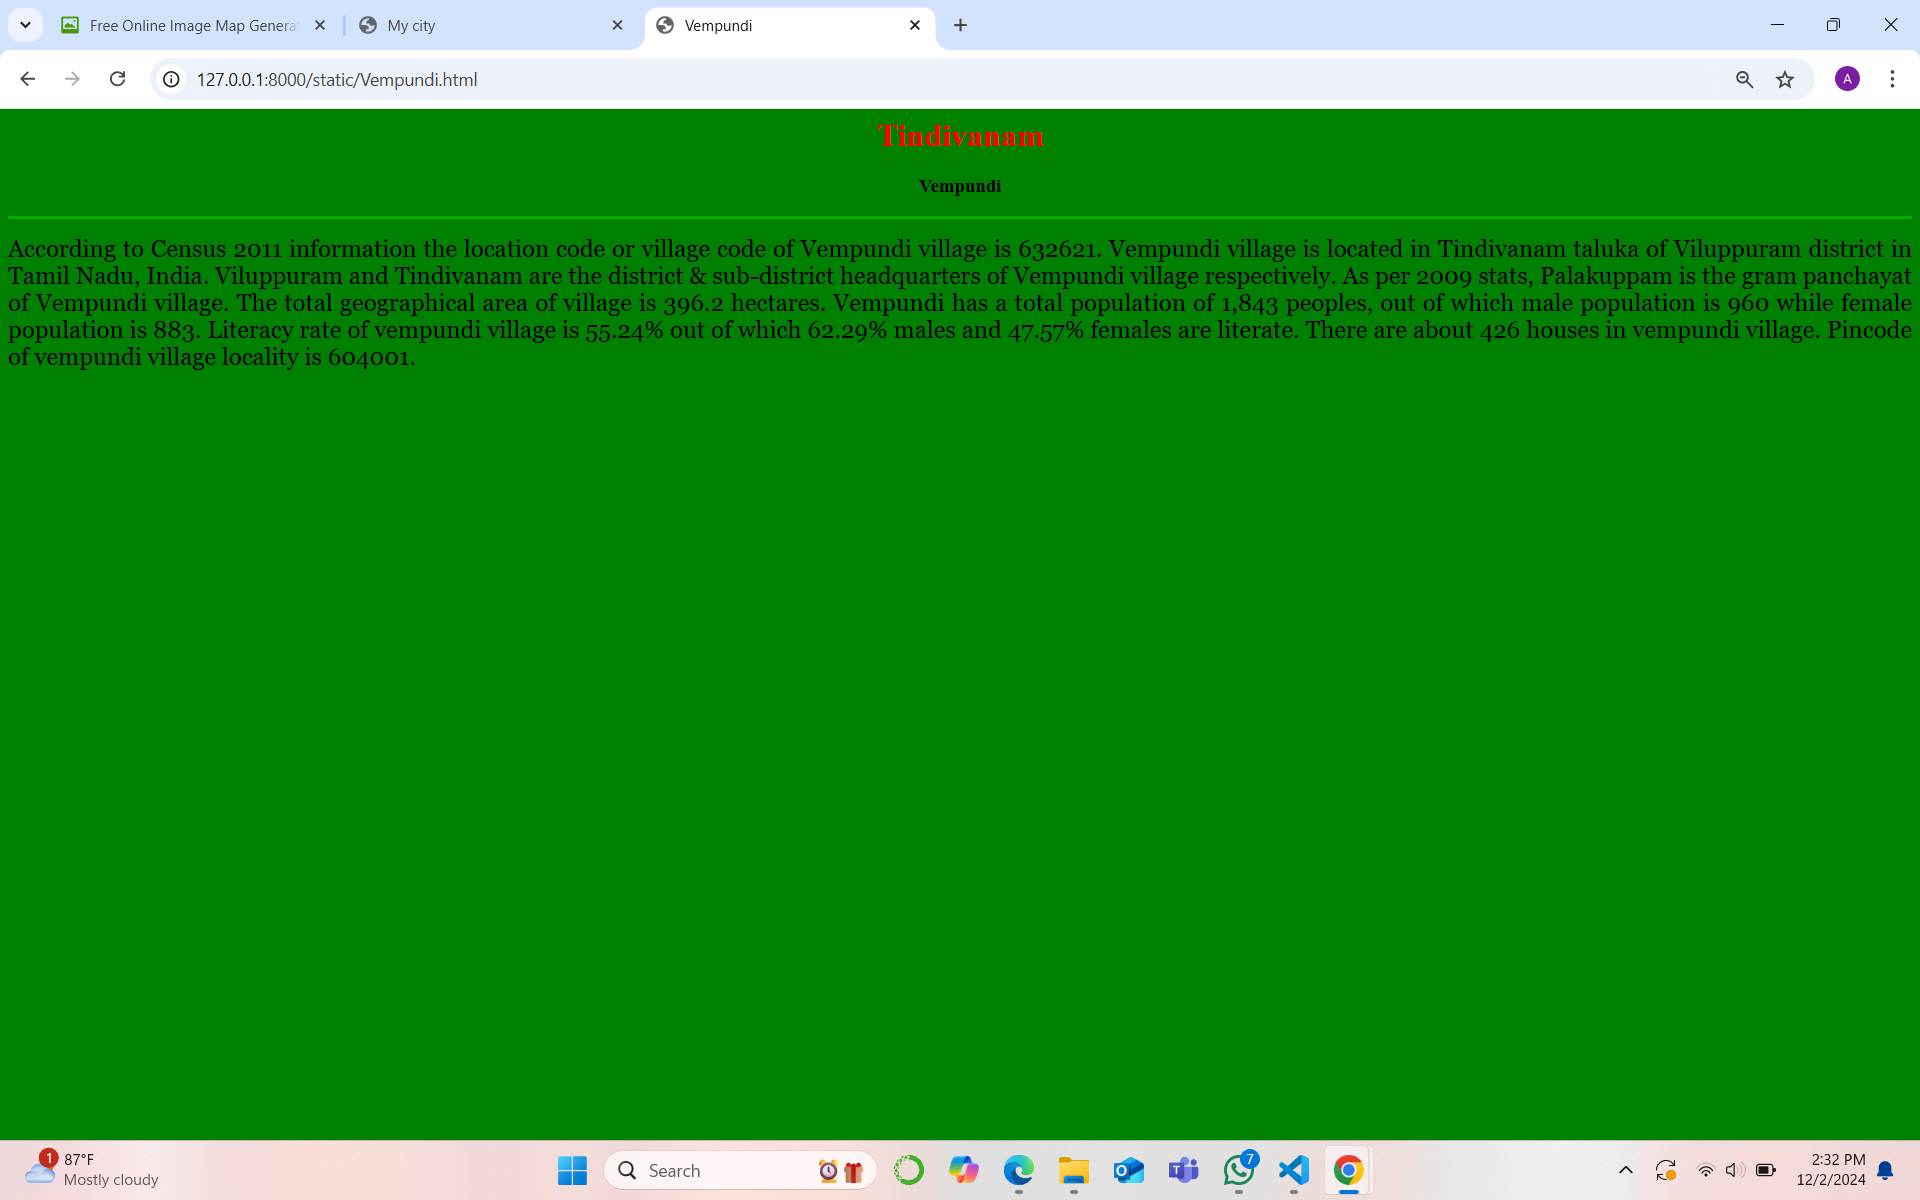 Free Online Image Map Genera
My city
Vempundi
127.0.0.1:8000/static/Vempundi.html
A
Tindivanam
Vempundi
According to Census 2011 information the location code or village code of Vempundi village is 632621. Vempundi village is located in Tindivanam taluka of Viluppuram district in
Tamil Nadu, India. Viluppuram and Tindivanam are the district & sub-district headquarters of Vempundi village respectively. As per 2009 stats, Palakuppam is the gram panchayat
of Vempundi village. The total geographical area of village is 396.2 hectares. Vempundi has a total population of 1,843 peoples, out of which male population is 960 while female
population is 883. Literacy rate of vempundi village is 55.24% out of which 62.29% males and 47.57% females are literate. There are about 426 houses in vempundi village. Pincode
of vempundi village locality is 604001.
1
87°F
Mostly cloudy
Search
7
2:32 PM
12/2/2024